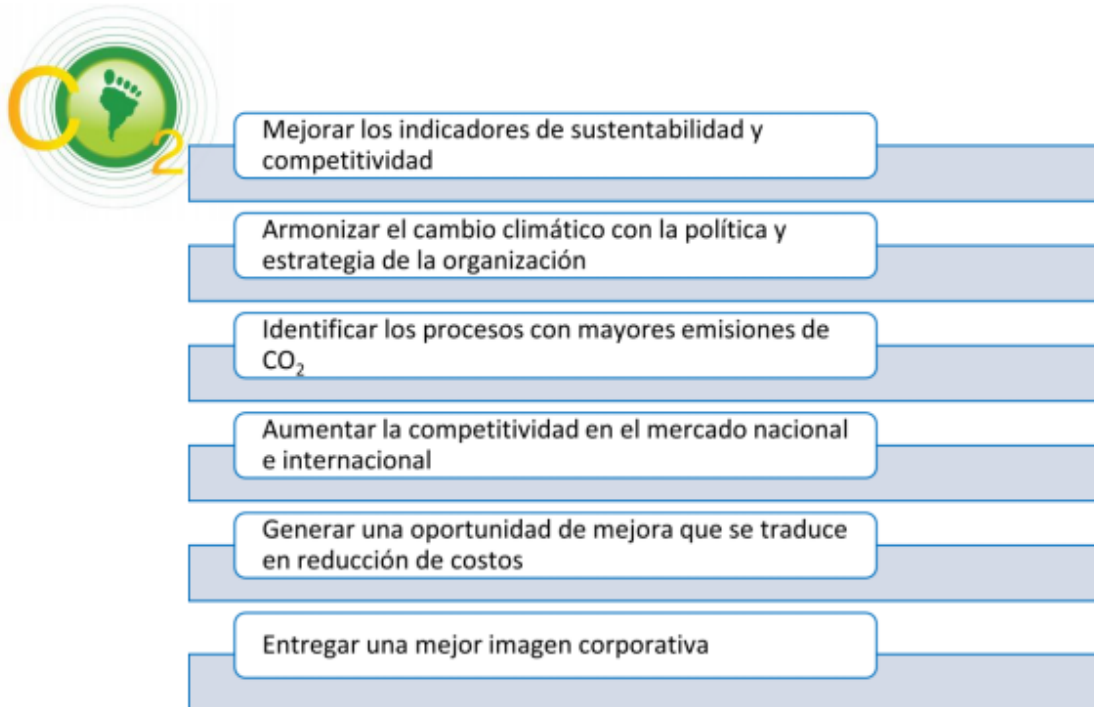 CO2
Mejorar los indicadores de sustentabilidad y
competitividad
Armonizar el cambio climático con la política y
estrategia de la organización
Identificar los procesos con mayores emisiones de
CO₂
Aumentar la competitividad en el mercado nacional
e internacional
Generar una oportunidad de mejora que se traduce
en reducción de costos
Entregar una mejor imagen corporativa